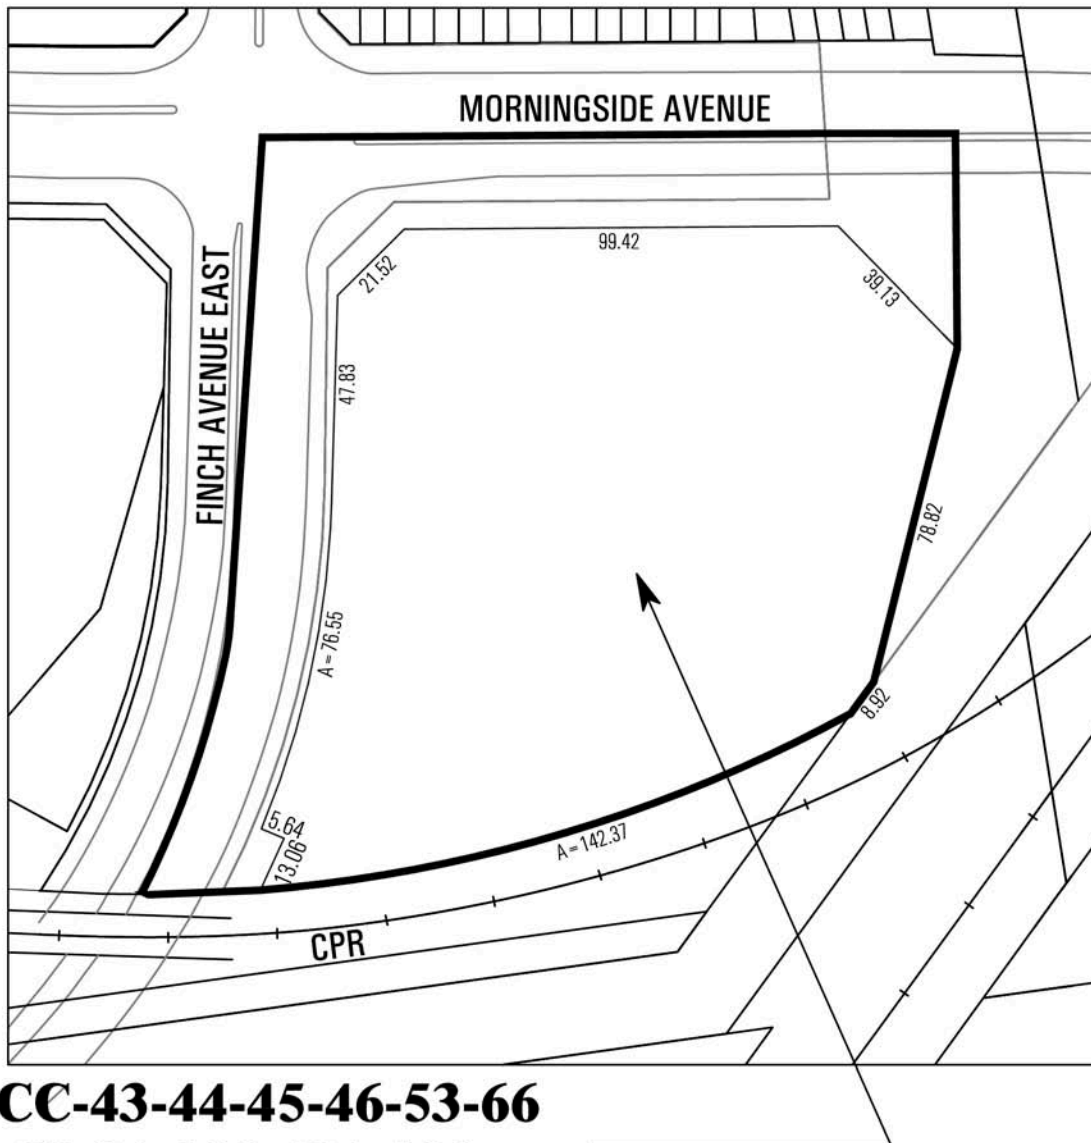 MORNINGSIDE AVENUE
99.42
21.52
39.13
FINCH AVENUE EAST
47.83
78.82
A = 76.55
8.92
5.64
13.06
A = 142.37
CPR
CC-43-44-45-46-53-66